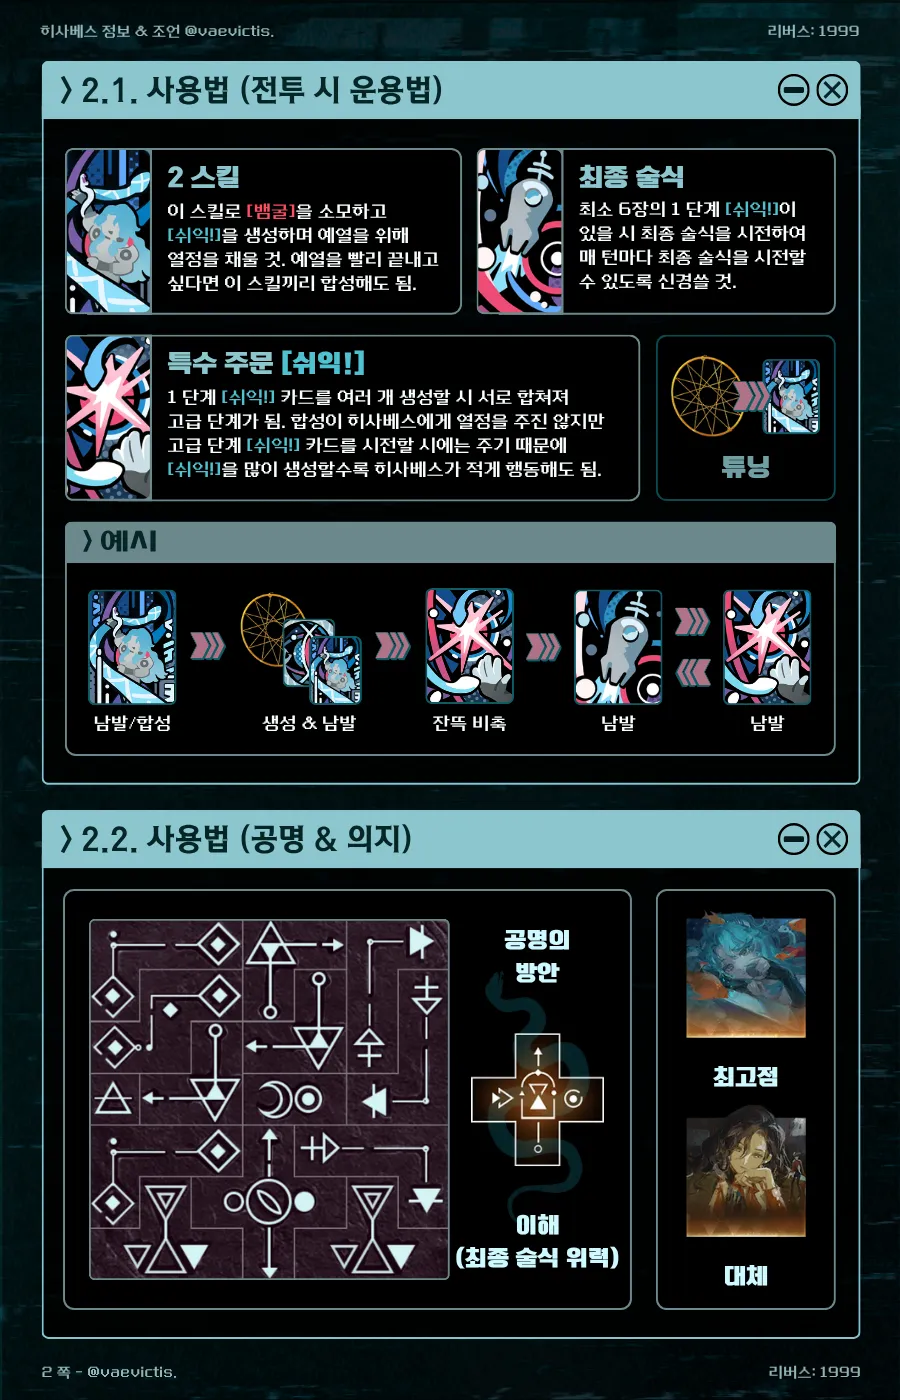 히사베스 정보 & 조언 @vaevictis.
리버스: 1999
> 2.1. 사용법 (전투 시 운용법)
2 스킬
이 스킬로 [뱀굴]을 소모하고
[쉬익!]을 생성하며 예열을 위해
열정을 채울 것. 예열을 빨리 끝내고
싶다면 이 스킬끼리 합성해도 됨.
최종 술식
최소 6장의 1 단계 [쉬익!]이
있을 시 최종 술식을 시전하여
매 턴마다 최종 술식을 시전할
수 있도록 신경쓸 것.
특수 주문 [쉬익!]
1 단계 [쉬익!] 카드를 여러 개 생성할 시 서로 합쳐져
고급 단계가 됨. 합성이 히사베스에게 열정을 주진 않지만
고급 단계 [쉬익!] 카드를 시전할 시에는 주기 때문에
[쉬익!]을 많이 생성할수록 히사베스가 적게 행동해도 됨.
튜닝
> 예시
남발/합성
생성 & 남발
잔뜩 비축
남발
남발
> 2.2. 사용법 (공명 & 의지)
공명의
방안
이해
(최종 술식 위력)
최고점
대체
2 쪽 - @vaevictis.
리버스: 1999